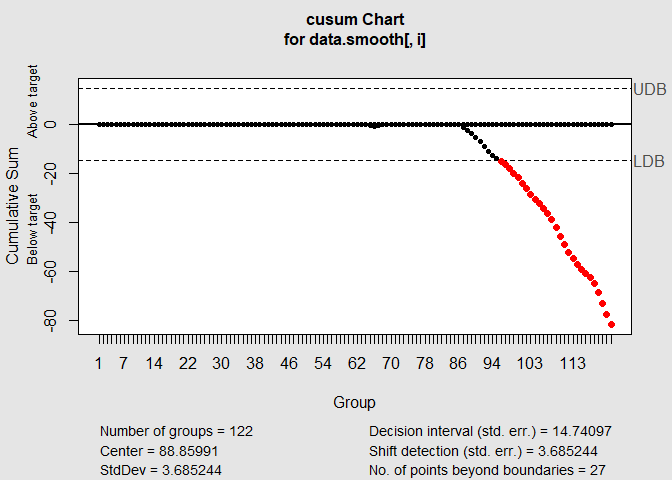 cusum Chart
for data.smooth[, i]
Cumulative Sum
Above target
Below target
0
-20
-40
-60
-80
UDB
LDB
1 7 14 22 30 38 46 54 62 70 78 86 94 103 113
Group
Number of groups = 122
Center = 88.85991
StdDev = 3.685244
Decision interval (std. err.) = 14.74097
Shift detection (std. err.) = 3.685244
No. of points beyond boundaries = 27